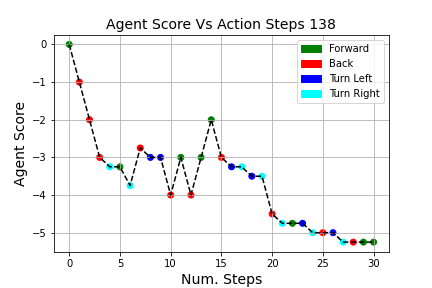 Agent Score Vs Action Steps 138
Forward
Back
Turn Left
Turn Right
Agent Score
0
−1
−2
−3
−4
−5
0 5 10 15 20 25 30
Num. Steps